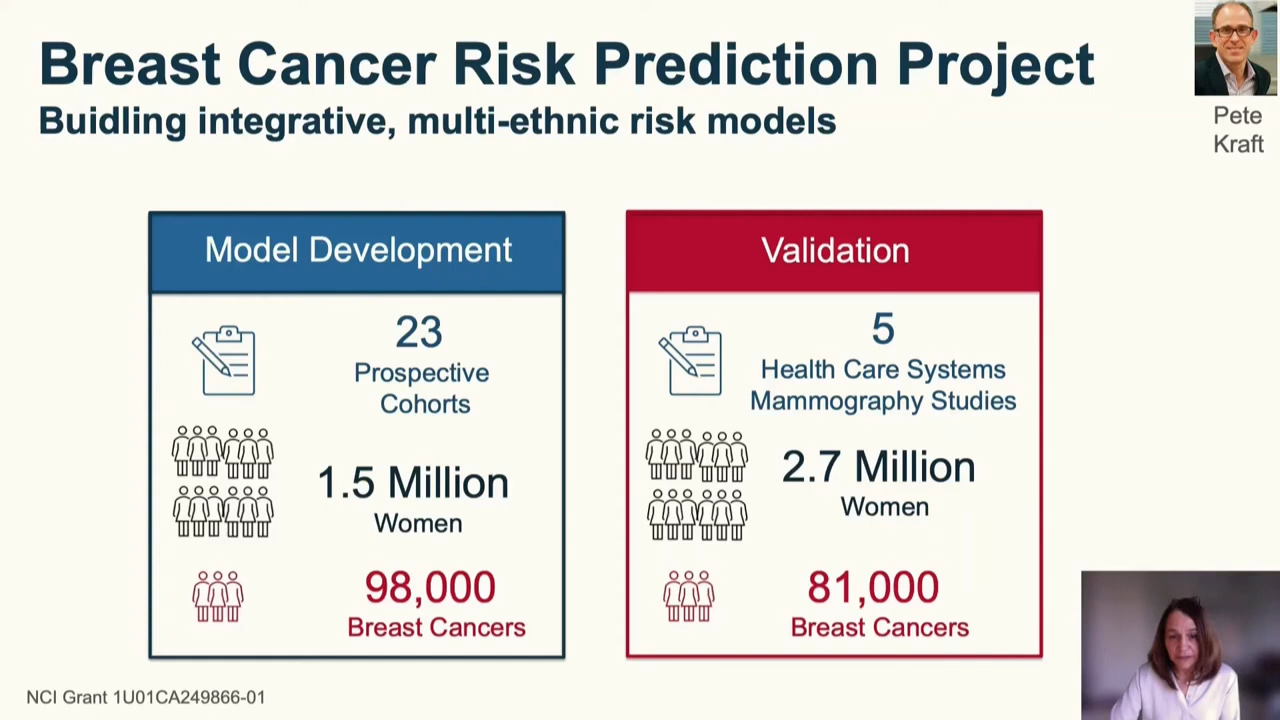 Breast Cancer Risk Prediction Project
Buidling integrative, multi-ethnic risk models
Pete
Kraft
Model Development
23
Prospective
Cohorts
1.5 Million
Women
98,000
Breast Cancers
Validation
5
Health Care Systems
Mammography Studies
2.7 Million
Women
81,000
Breast Cancers
NCI Grant 1U01CA249866-01